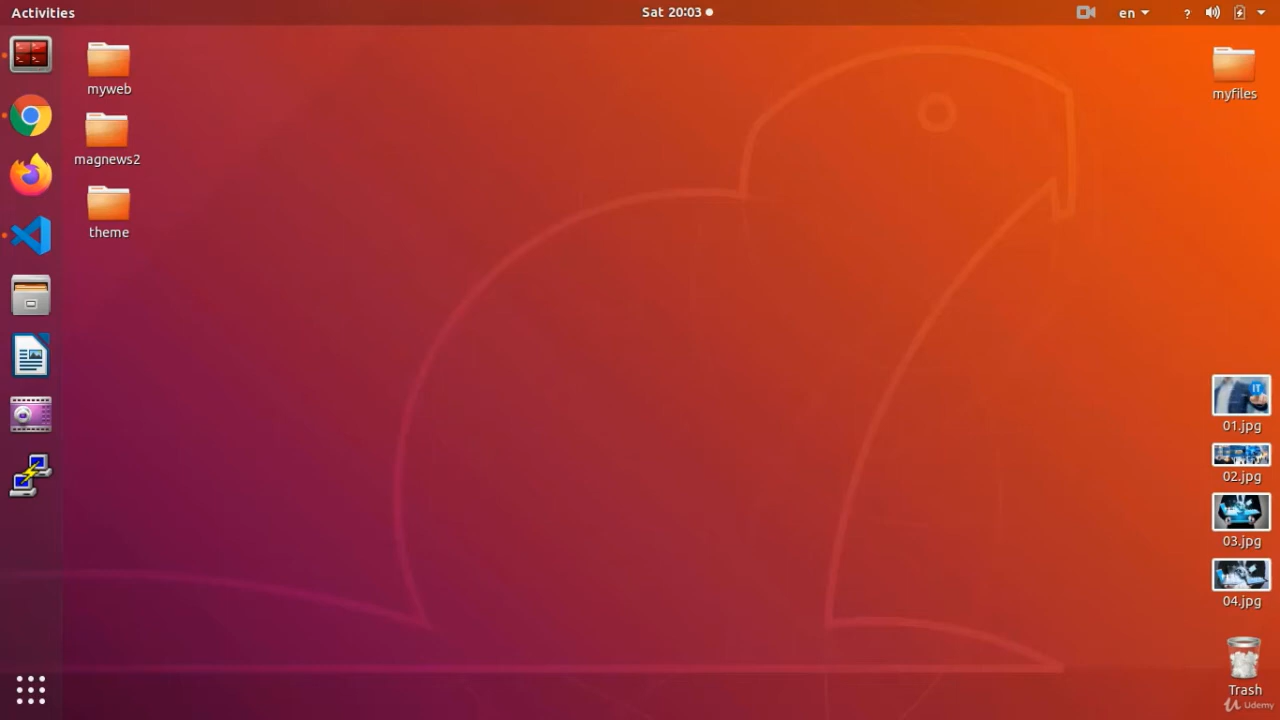 Activities
Sat 20:03
en
?
myweb
magnews2
theme
myfiles
IT
01.jpg
02.jpg
03.jpg
04.jpg
Trash
Udemy